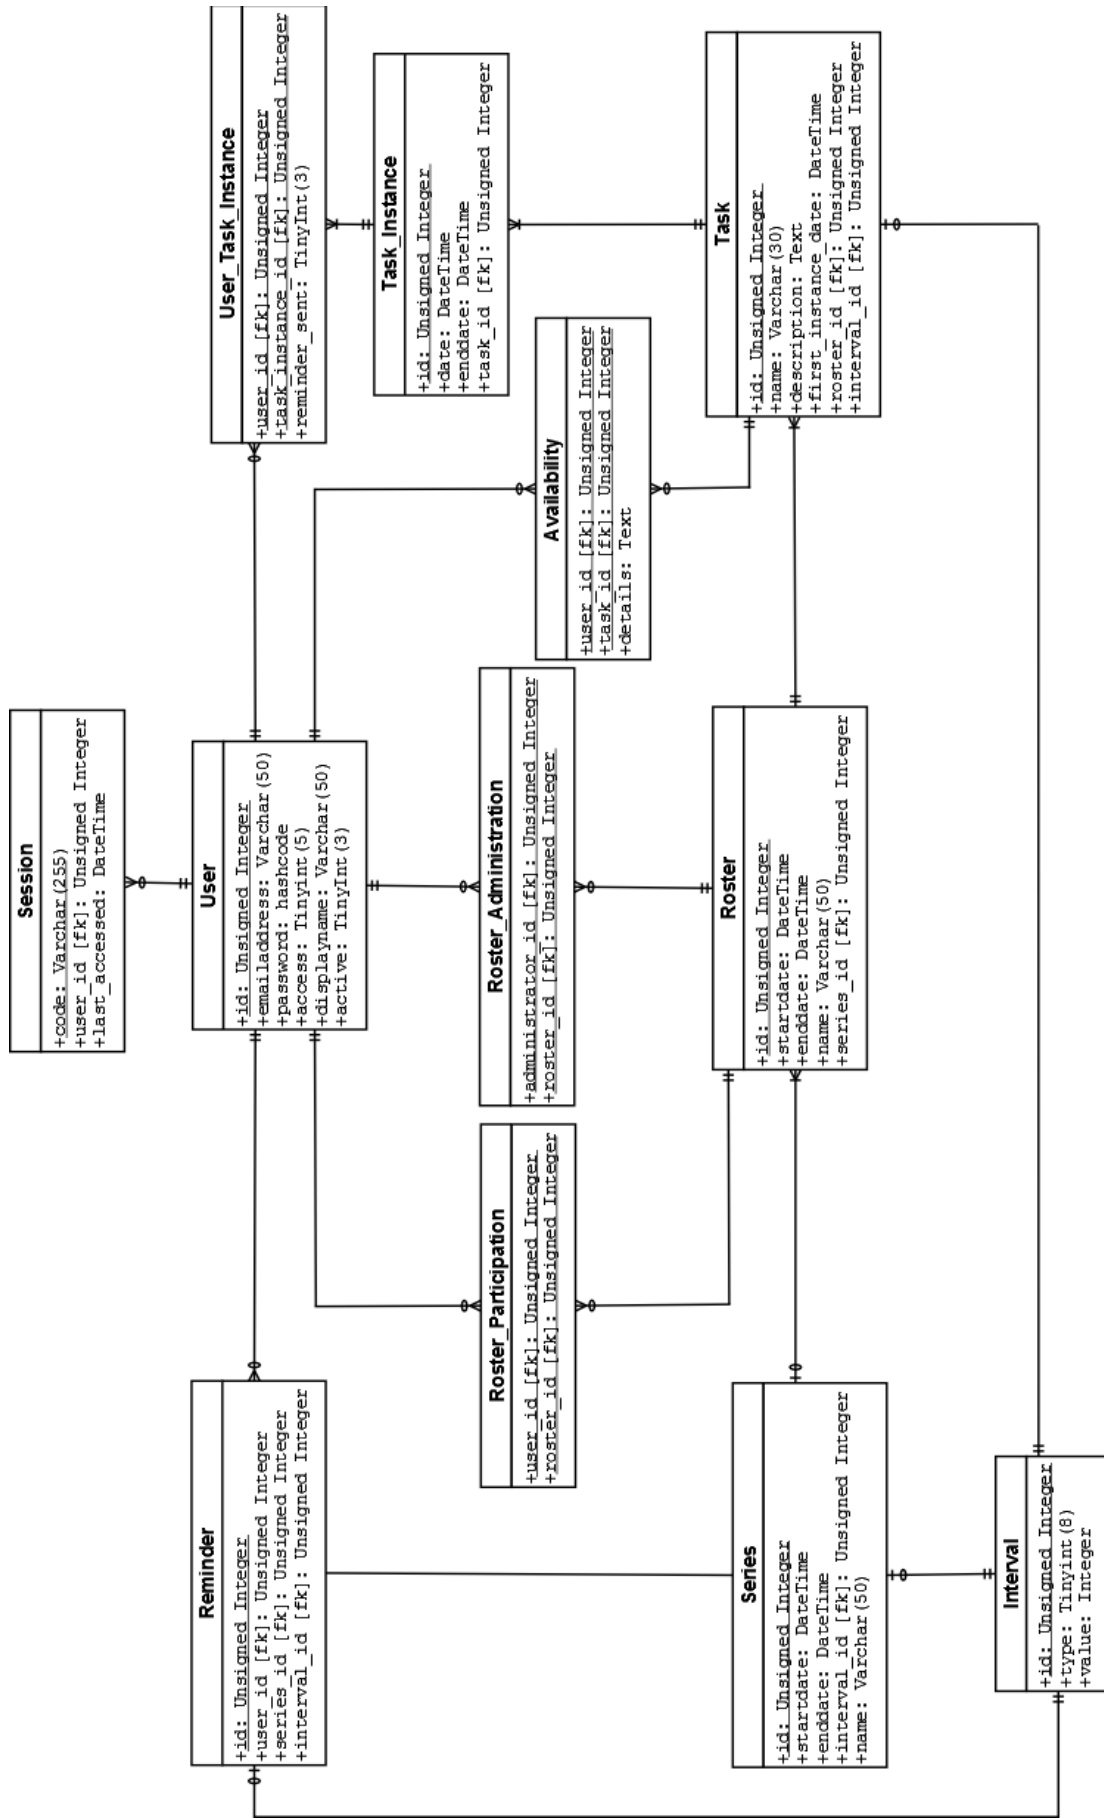 Session
+code: Varchar(255)
+user_id [fk]: Unsigned Integer
+last_accessed: DateTime
Reminder
+id: Unsigned Integer
+user_id [fk]: Unsigned Integer
+series_id [fk]: Unsigned Integer
+interval_id [fk]: Unsigned Integer
User
+id: Unsigned Integer
+emailaddress: Varchar(50)
+password: hashcode
+access: Tinyint(5)
+displayname: Varchar(50)
+active: TinyInt(3)
User_Task_Instance
+user_id [fk]: Unsigned Integer
+task_instance_id [fk]: Unsigned Integer
+reminder_sent: TinyInt(3)
Task_Instance
+id: Unsigned Integer
+date: DateTime
+enddate: DateTime
+task_id [fk]: Unsigned Integer
Roster_Participation
+user_id [fk]: Unsigned Integer
+roster_id [fk]: Unsigned Integer
Roster_Administration
+administrator_id [fk]: Unsigned Integer
+roster_id [fk]: Unsigned Integer
Availability
+user_id [fk]: Unsigned Integer
+task_id [fk]: Unsigned Integer
+details: Text
Series
+id: Unsigned Integer
+startdate: DateTime
+enddate: DateTime
+interval_id [fk]: Unsigned Integer
+name: Varchar(50)
Roster
+id: Unsigned Integer
+startdate: DateTime
+enddate: DateTime
+name: Varchar(50)
+series_id [fk]: Unsigned Integer
Task
+id: Unsigned Integer
+name: Varchar(30)
+description: Text
+first_instance_date: DateTime
+roster_id [fk]: Unsigned Integer
+interval_id [fk]: Unsigned Integer
Interval
+id: Unsigned Integer
+type: Tinyint(8)
+value: Integer